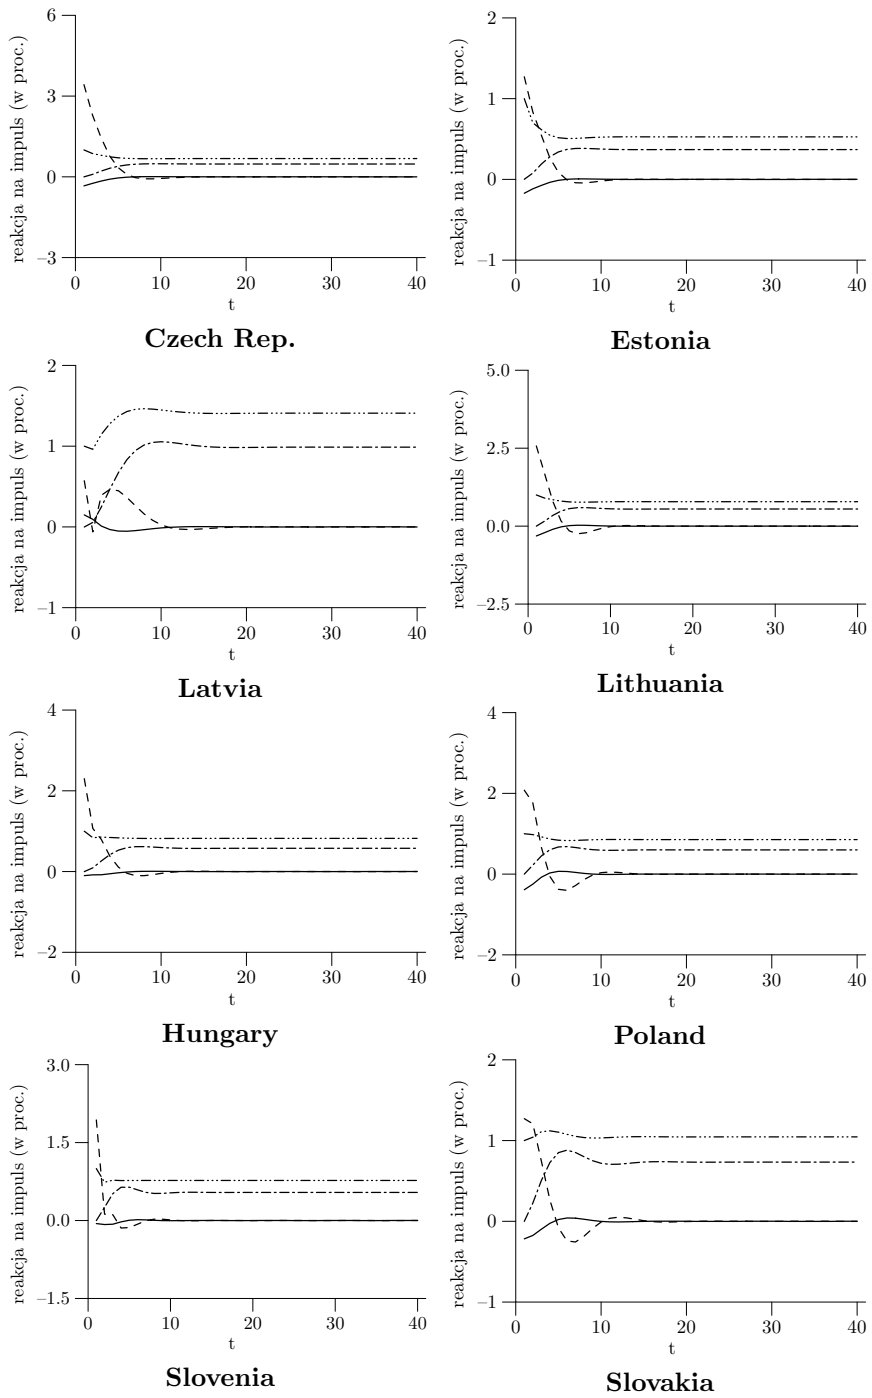 6
3
0
−3
0 10 20 30 40
t
reakcja na impuls (w proc.)
Czech Rep.
2
1
0
−1
0 10 20 30 40
t
reakcja na impuls (w proc.)
Estonia
2
1
0
−1
0 10 20 30 40
t
reakcja na impuls (w proc.)
Latvia
5.0
2.5
0.0
−2.5
0 10 20 30 40
t
reakcja na impuls (w proc.)
Lithuania
4
2
0
−2
0 10 20 30 40
t
reakcja na impuls (w proc.)
Hungary
4
2
0
−2
0 10 20 30 40
t
reakcja na impuls (w proc.)
Poland
3.0
1.5
0.0
−1.5
0 10 20 30 40
t
reakcja na impuls (w proc.)
Slovenia
2
1
0
−1
0 10 20 30 40
t
reakcja na impuls (w proc.)
Slovakia